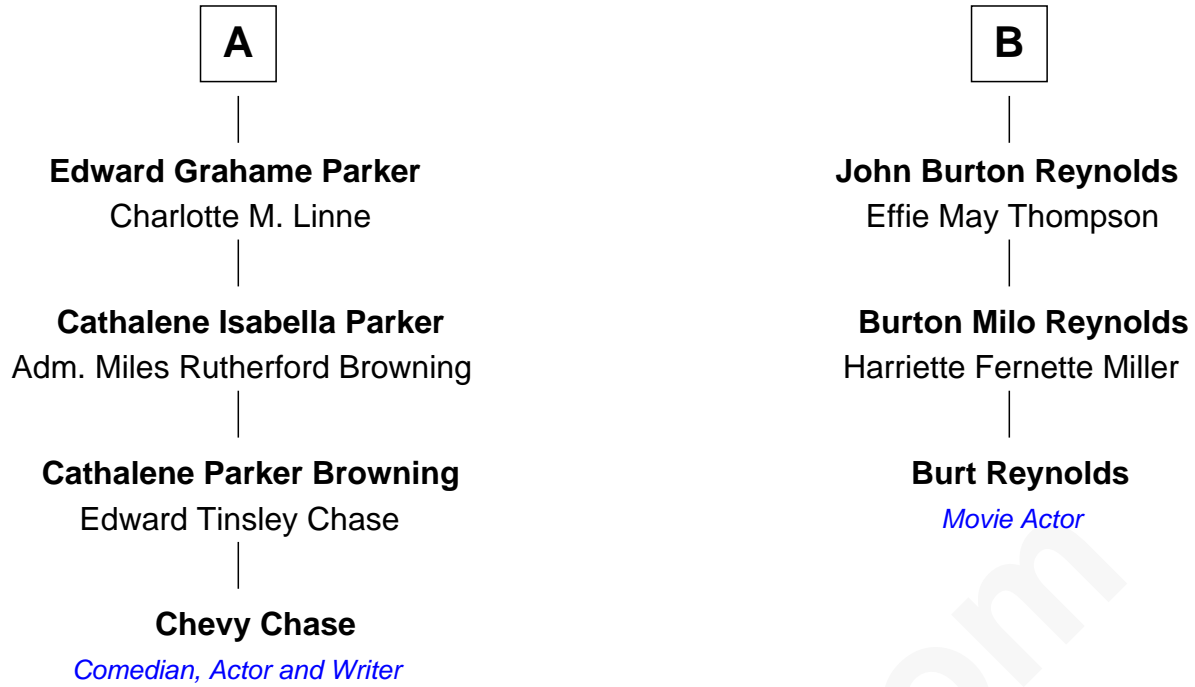 A
Edward Grahame Parker
Charlotte M. Linne
Cathalene Isabella Parker
Adm. Miles Rutherford Browning
Cathalene Parker Browning
Edward Tinsley Chase
Chevy Chase
Comedian, Actor and Writer
B
John Burton Reynolds
Effie May Thompson
Burton Milo Reynolds
Harriette Fernette Miller
Burt Reynolds
Movie Actor
om